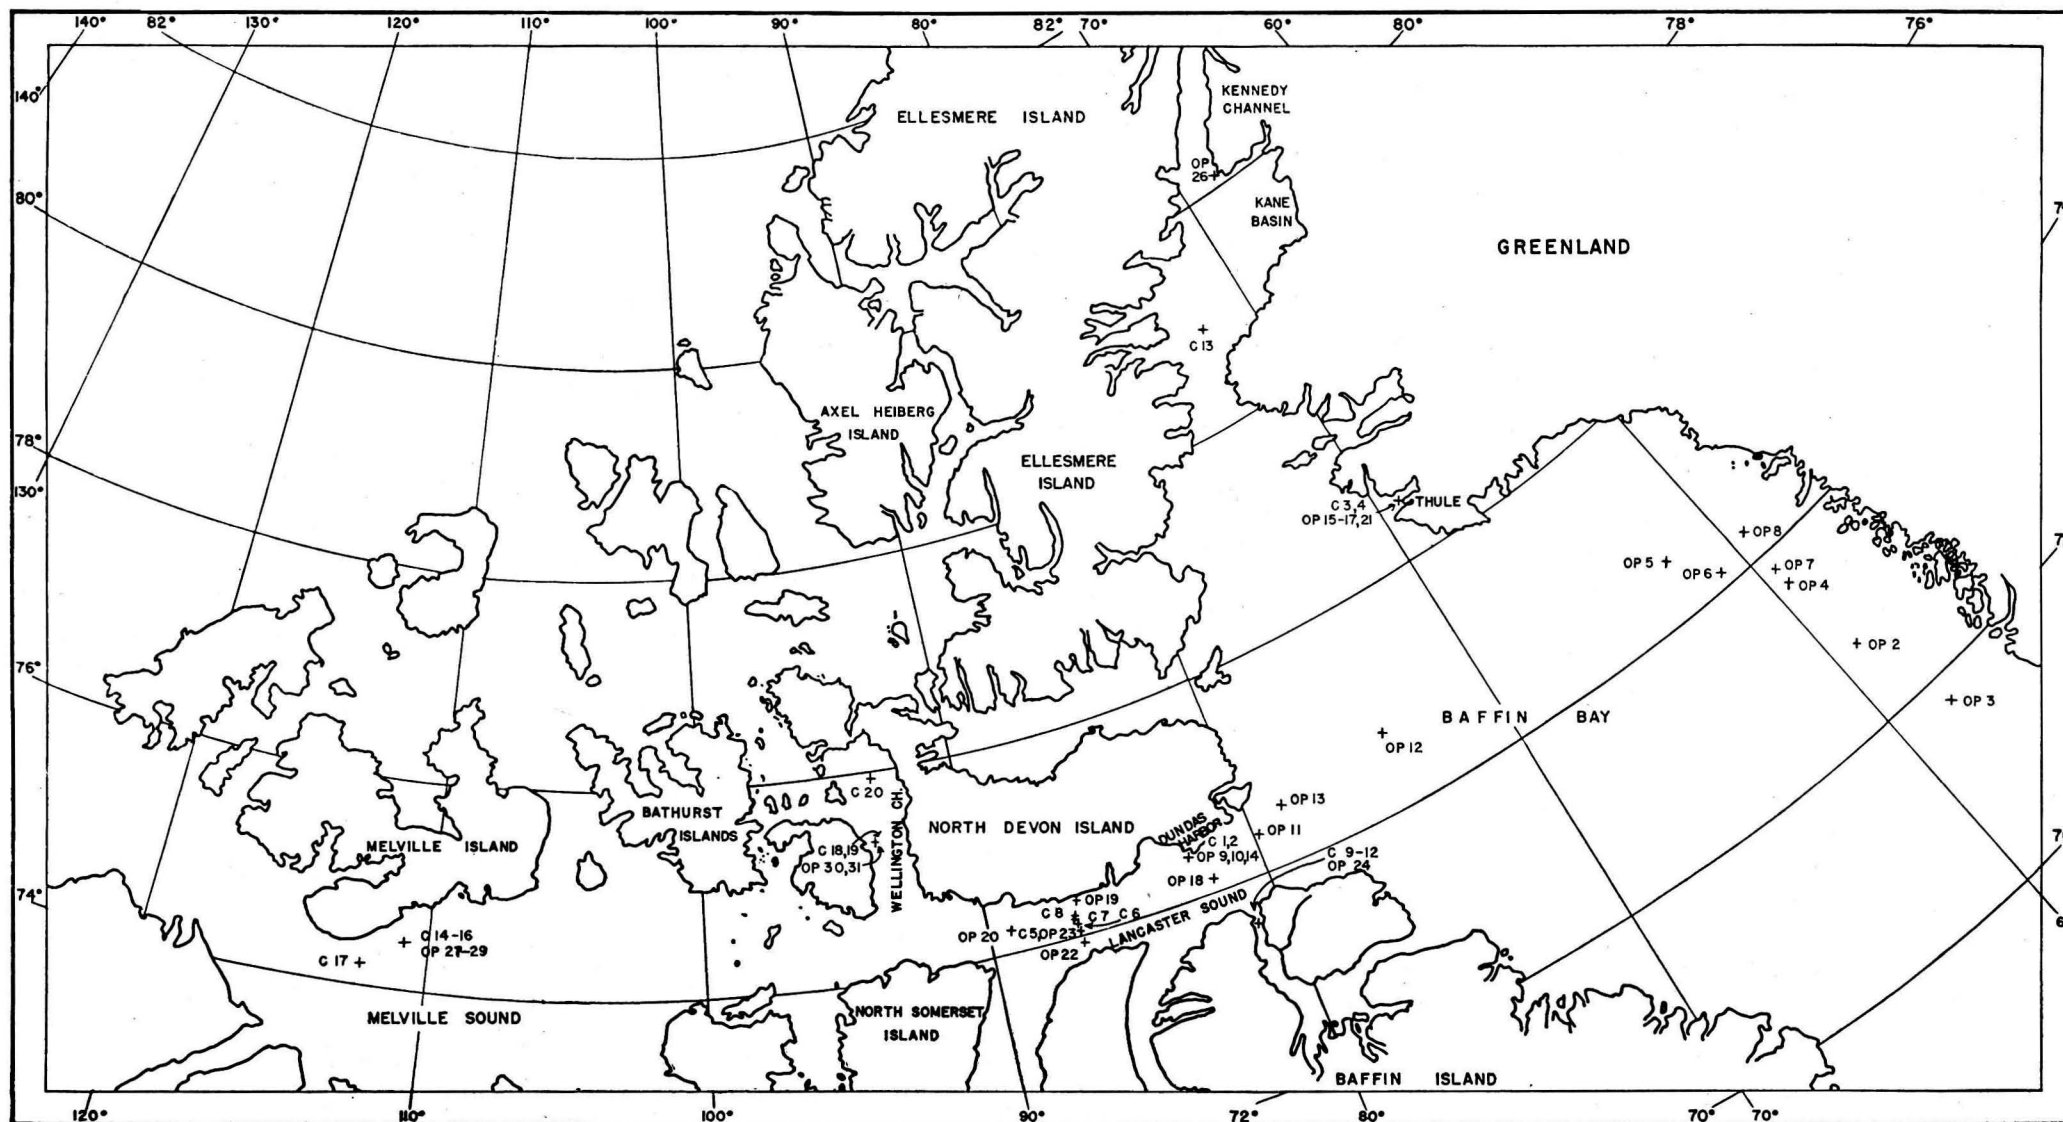 140° 82° 130° 120° 110° 100° 90° 80° 82° 70° 60° 80° 78° 76°
140°
80°
78°
130°
76°
74°
KENNEDY
CHANNEL
ELLESMERE ISLAND
OP
26
KANE
BASIN
GREENLAND
C 13
AXEL HEIBERG
ISLAND
ELLESMERE
ISLAND
C 3,4
OP 15-17,21
THULE
OP 8
OP 5
OP 6
OP 7
OP 4
OP 2
OP 3
BAFFIN BAY
OP 12
C 20
OP 13
BATHURST
ISLANDS
WELLINGTON CH.
NORTH DEVON ISLAND
DUNDAS
HARBOR
OP 11
MELVILLE ISLAND
C 18,19
OP 30,31
C 1,2
OP 9,10,14
C 9-12
OP 24
OP 18
OP 19
C 8 C 7 C 6
LANCASTER SOUND
OP 20
C 5,OP 23
OP 22
C 14-16
OP 27-29
C 17
MELVILLE SOUND
NORTH SOMERSET
ISLAND
BAFFIN ISLAND
120° 110° 100° 90° 72° 80° 70° 70°